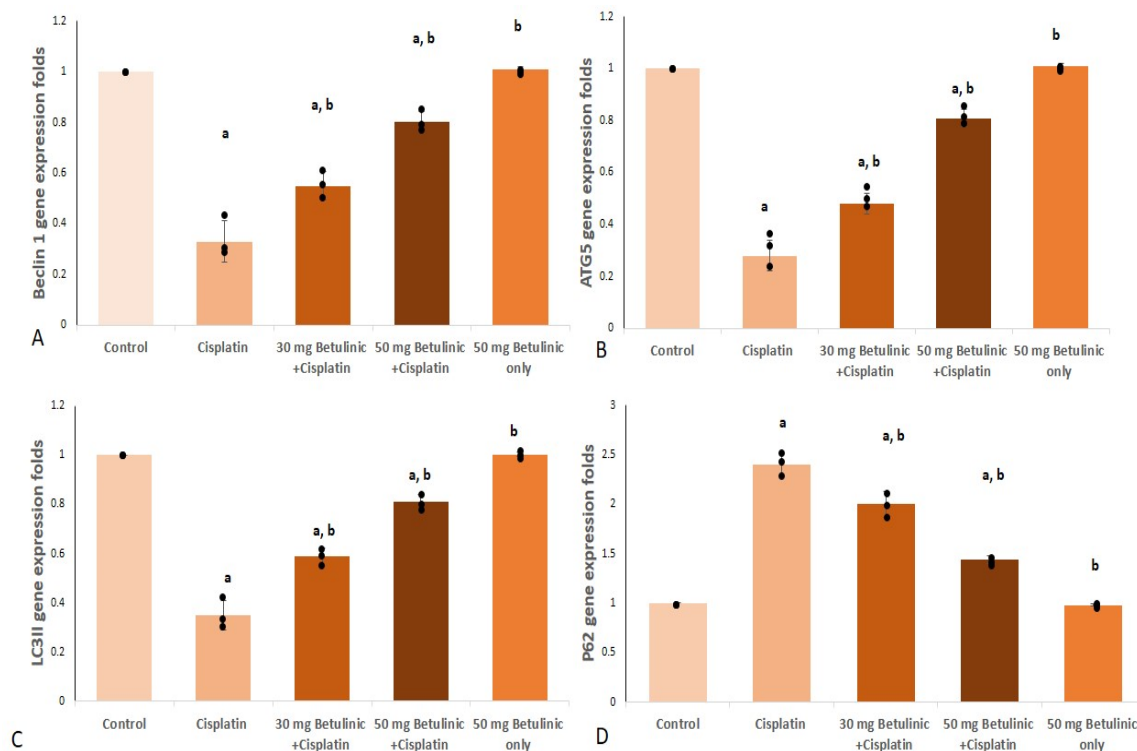 Beclin 1 gene expression folds
1.2
1
0.8
0.6
0.4
0.2
0
a
a, b
a, b
b
Control
Cisplatin
30 mg Betulinic
+Cisplatin
50 mg Betulinic
+Cisplatin
50 mg Betulinic
only
A
ATG5 gene expression folds
1.2
1
0.8
0.6
0.4
0.2
0
a
a, b
a, b
b
Control
Cisplatin
30 mg Betulinic
+Cisplatin
50 mg Betulinic
+Cisplatin
50 mg Betulinic
only
B
LC3II gene expression folds
1.2
1
0.8
0.6
0.4
0.2
0
a
a, b
a, b
b
Control
Cisplatin
30 mg Betulinic
+Cisplatin
50 mg Betulinic
+Cisplatin
50 mg Betulinic
only
C
P62 gene expression folds
3
2.5
2
1.5
1
0.5
0
a
a, b
a, b
b
Control
Cisplatin
30 mg Betulinic
+Cisplatin
50 mg Betulinic
+Cisplatin
50 mg Betulinic
only
D